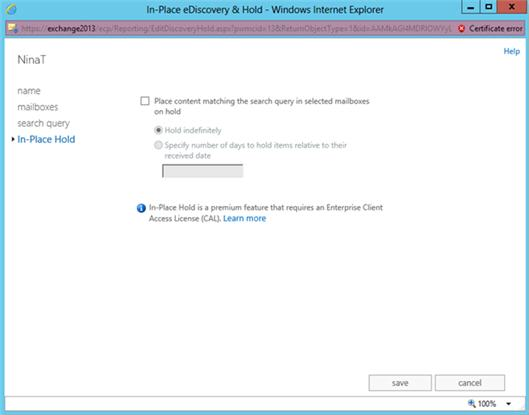 In-Place eDiscovery & Hold - Windows Internet Explorer
https://exchange2013/ecp/Reporting/EditDiscoveryHold.aspx?pwmcid=13&ReturnObjectType=1&id= Certificate error
Help
NinaT
name
mailboxes
search query
In-Place Hold
Place content matching the search query in selected mailboxes
on hold
Hold indefinitely
Specify number of days to hold items relative to their
received date
In-Place Hold is a premium feature that requires an Enterprise Client
Access License (CAL). Learn more
save cancel
100%